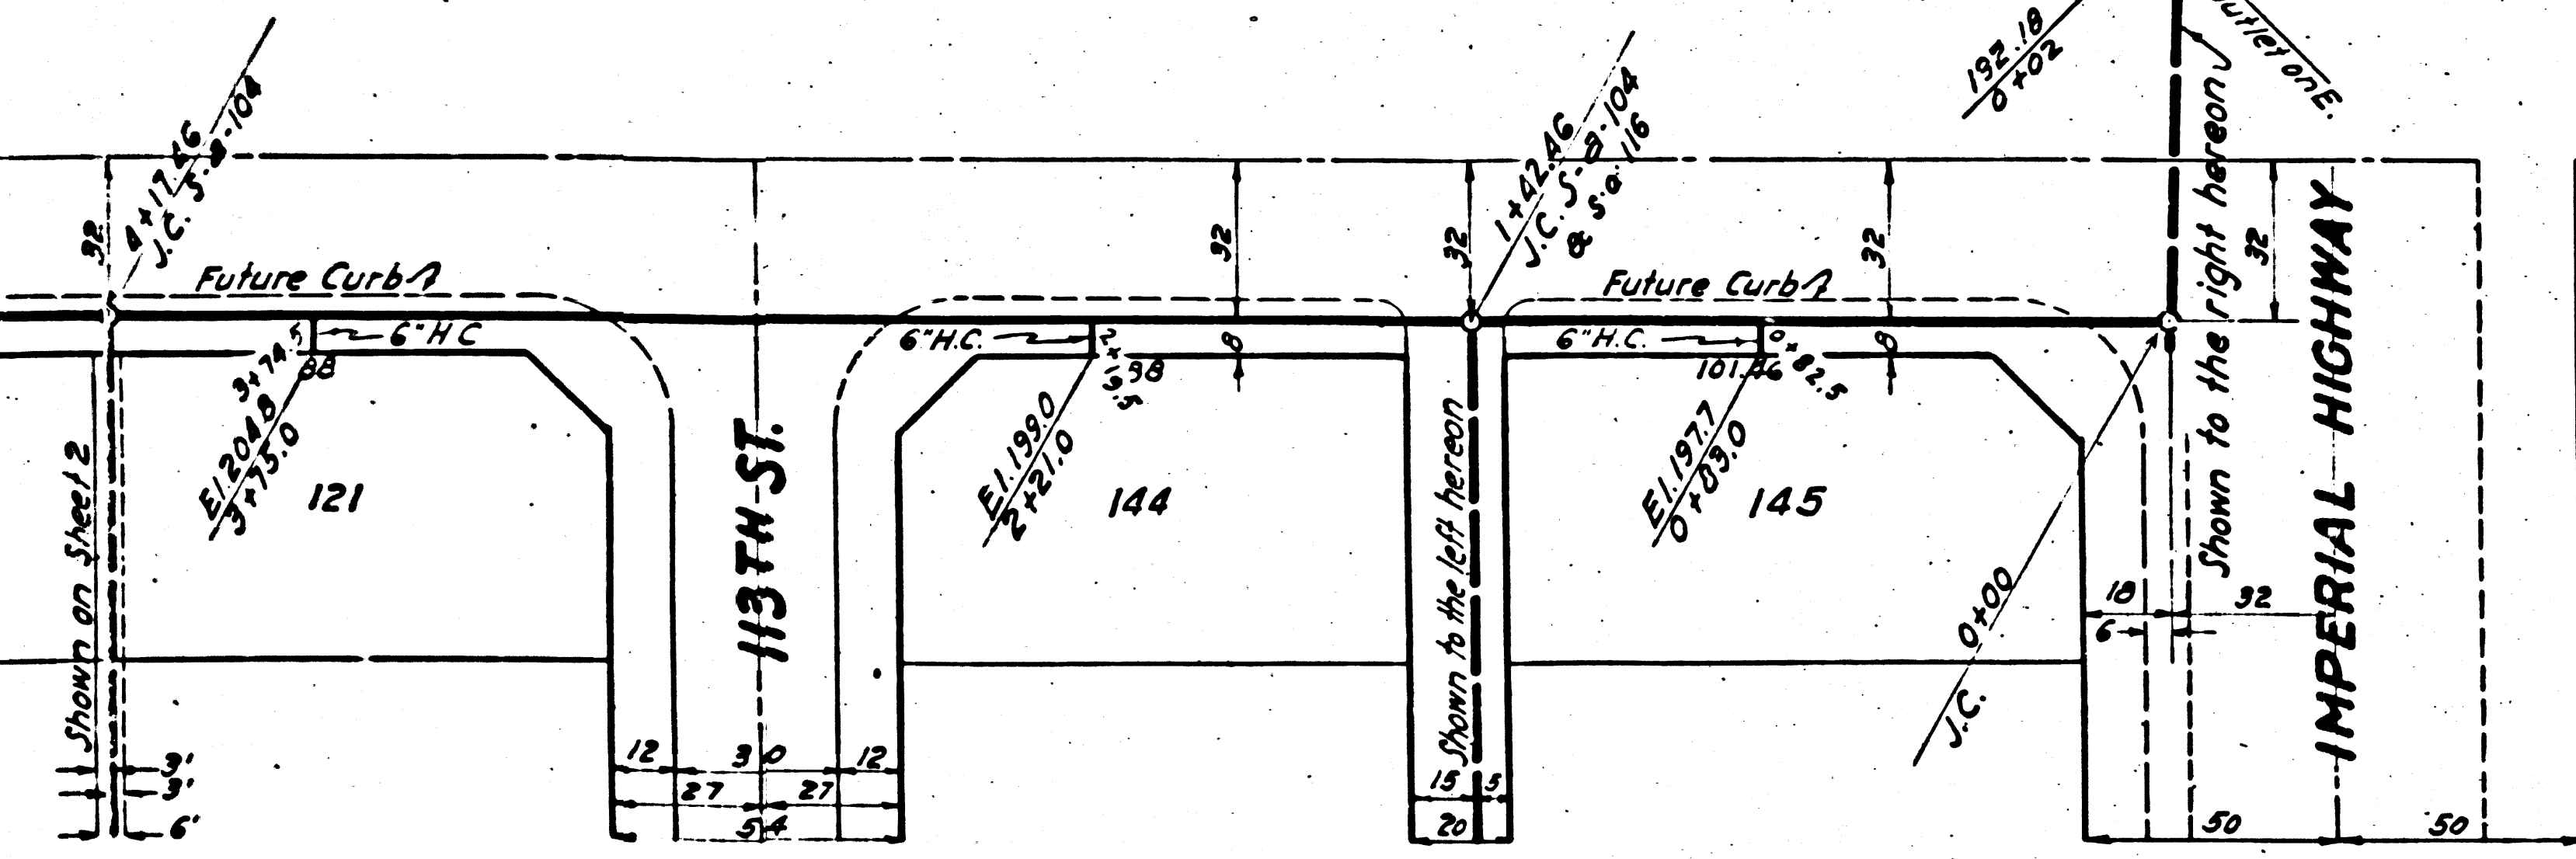 4+17.46
J.C. S-8-104
32
Future Curb
6" H C
3+74.5
88
El. 204.8
3+75.0
121
Shown on Sheet 2
3'
3'
6'
113TH ST.
12
30
12
27
27
54
32
6" H.C.
8
98
El. 199.0
2+21.0
144
32
1+42.46
J.C. S-8-104
& S.a. 116
Shown to the left hereon
15
5
20
Future Curb
32
6" H.C.
8
0+82.5
101.46
El. 197.7
0+83.0
145
192.18
0+02
outlet on E.
Shown to the right hereon
32
IMPERIAL HIGHWAY
J.C. 0+00
18
32
6
50
50